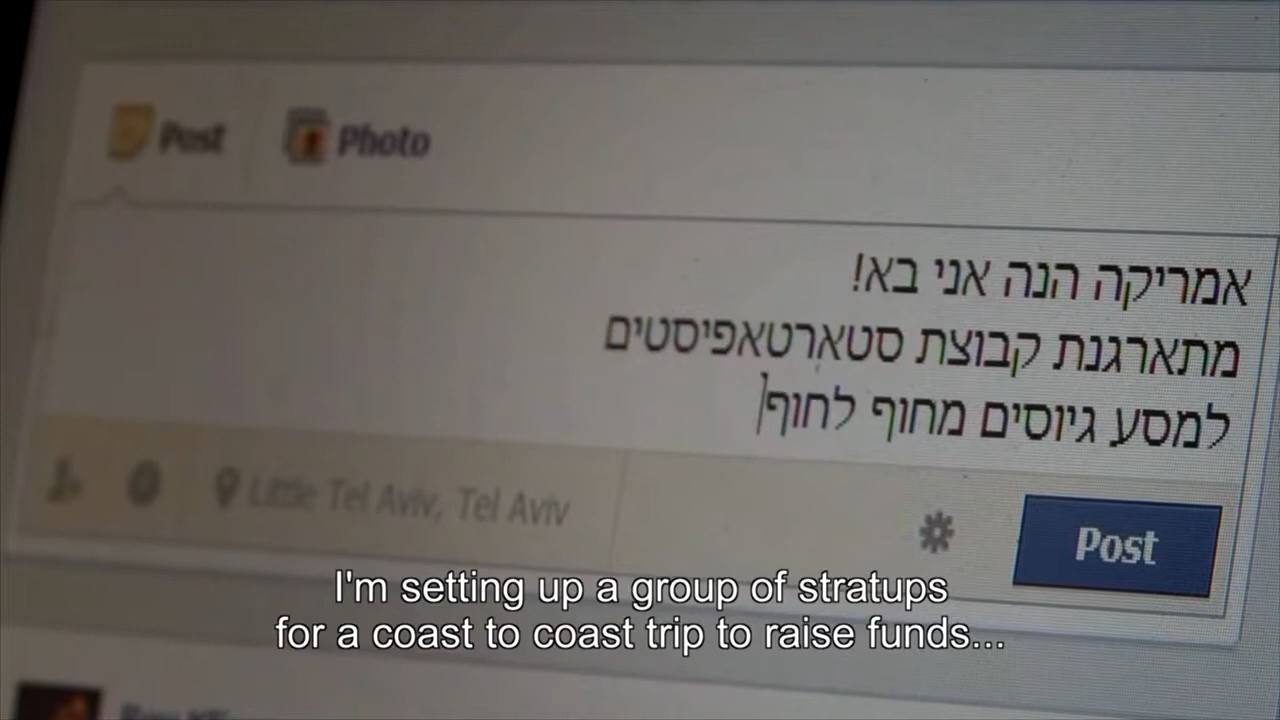 Post
Photo
אמריקה הנה אני בא!
מתארגנת קבוצת סטארטאפיסטים
למסע גיוסים מחוף לחוף
Little Tel Aviv, Tel Aviv
Post
I'm setting up a group of stratups
for a coast to coast trip to raise funds...